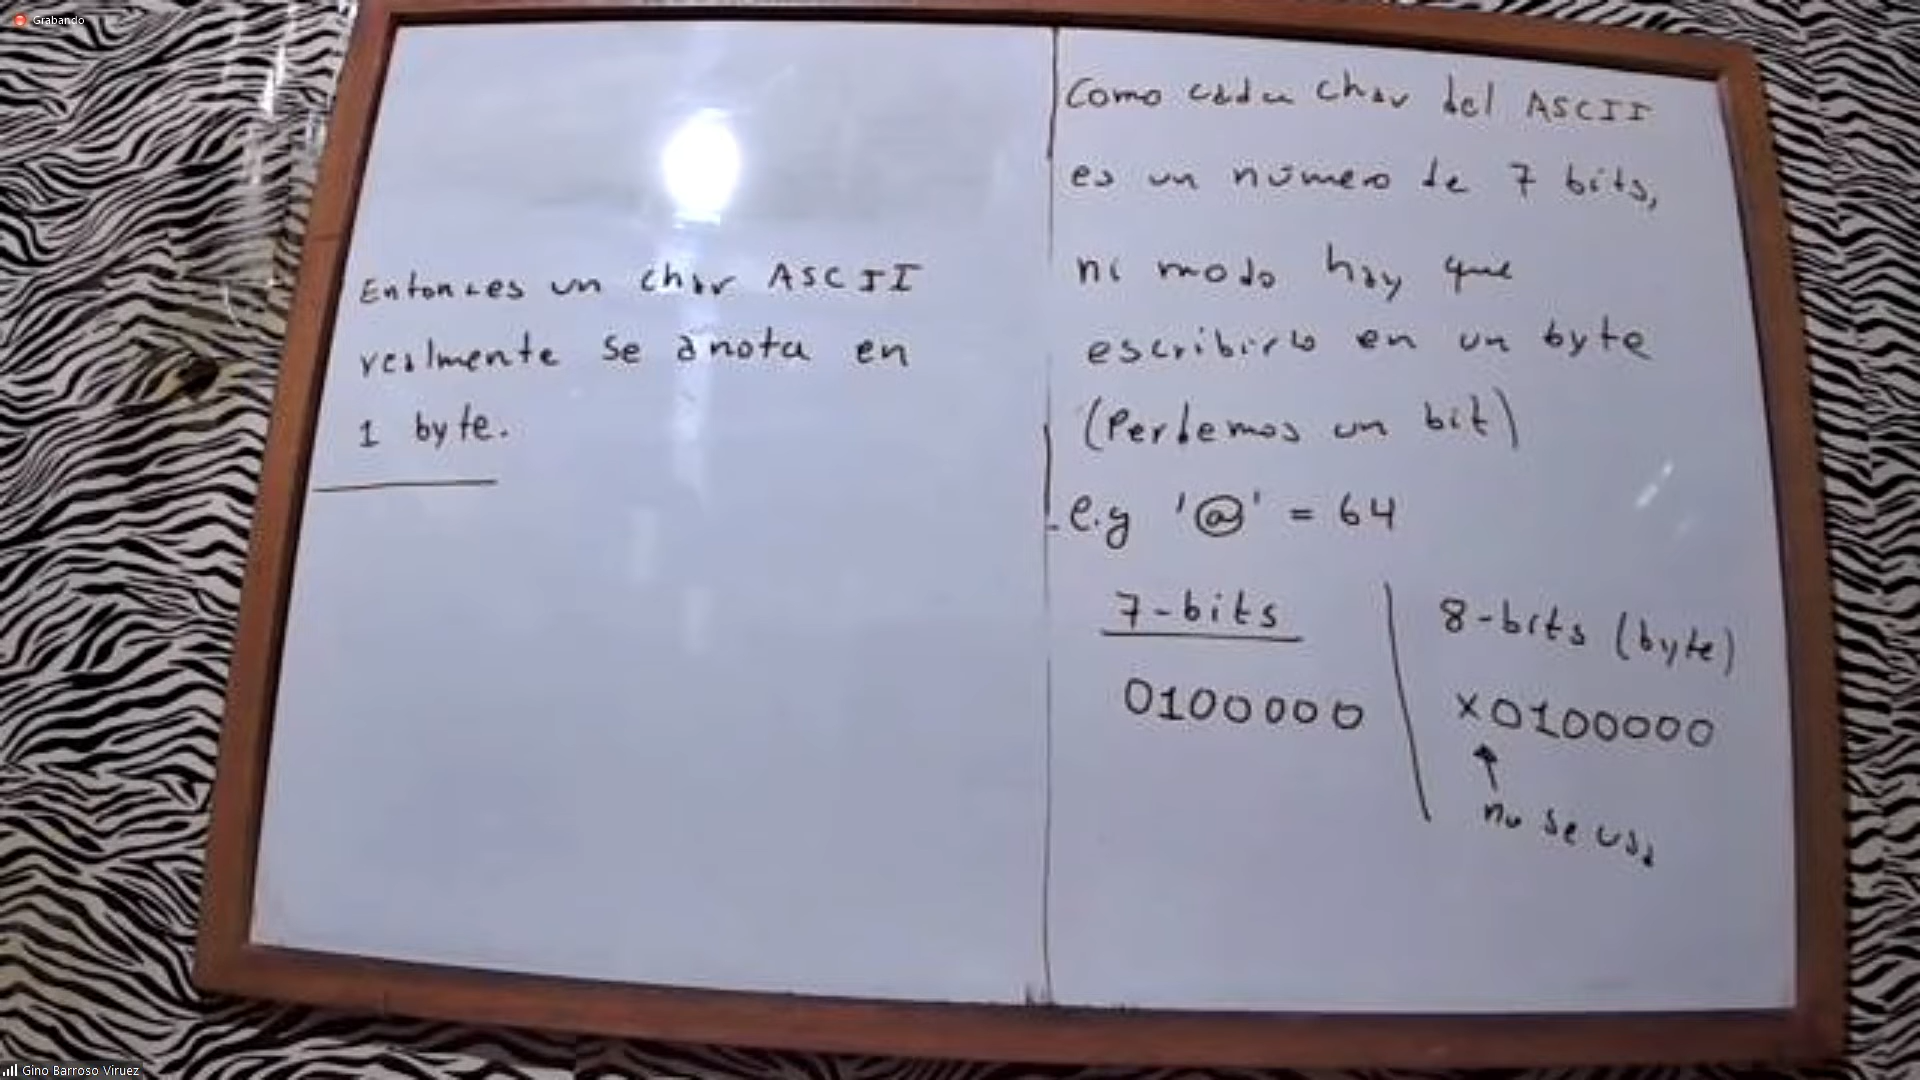 Grabando
Entonces un char ASCII
realmente se anota en
1 byte.
Como cada char del ASCII
es un número de 7 bits,
ni modo hay que
escribirlo en un byte
(Perdemos un bit)
e.g '@' = 64
7-bits
0100000
8-bits (byte)
x0100000
no se usa
Gino Barroso Viruez